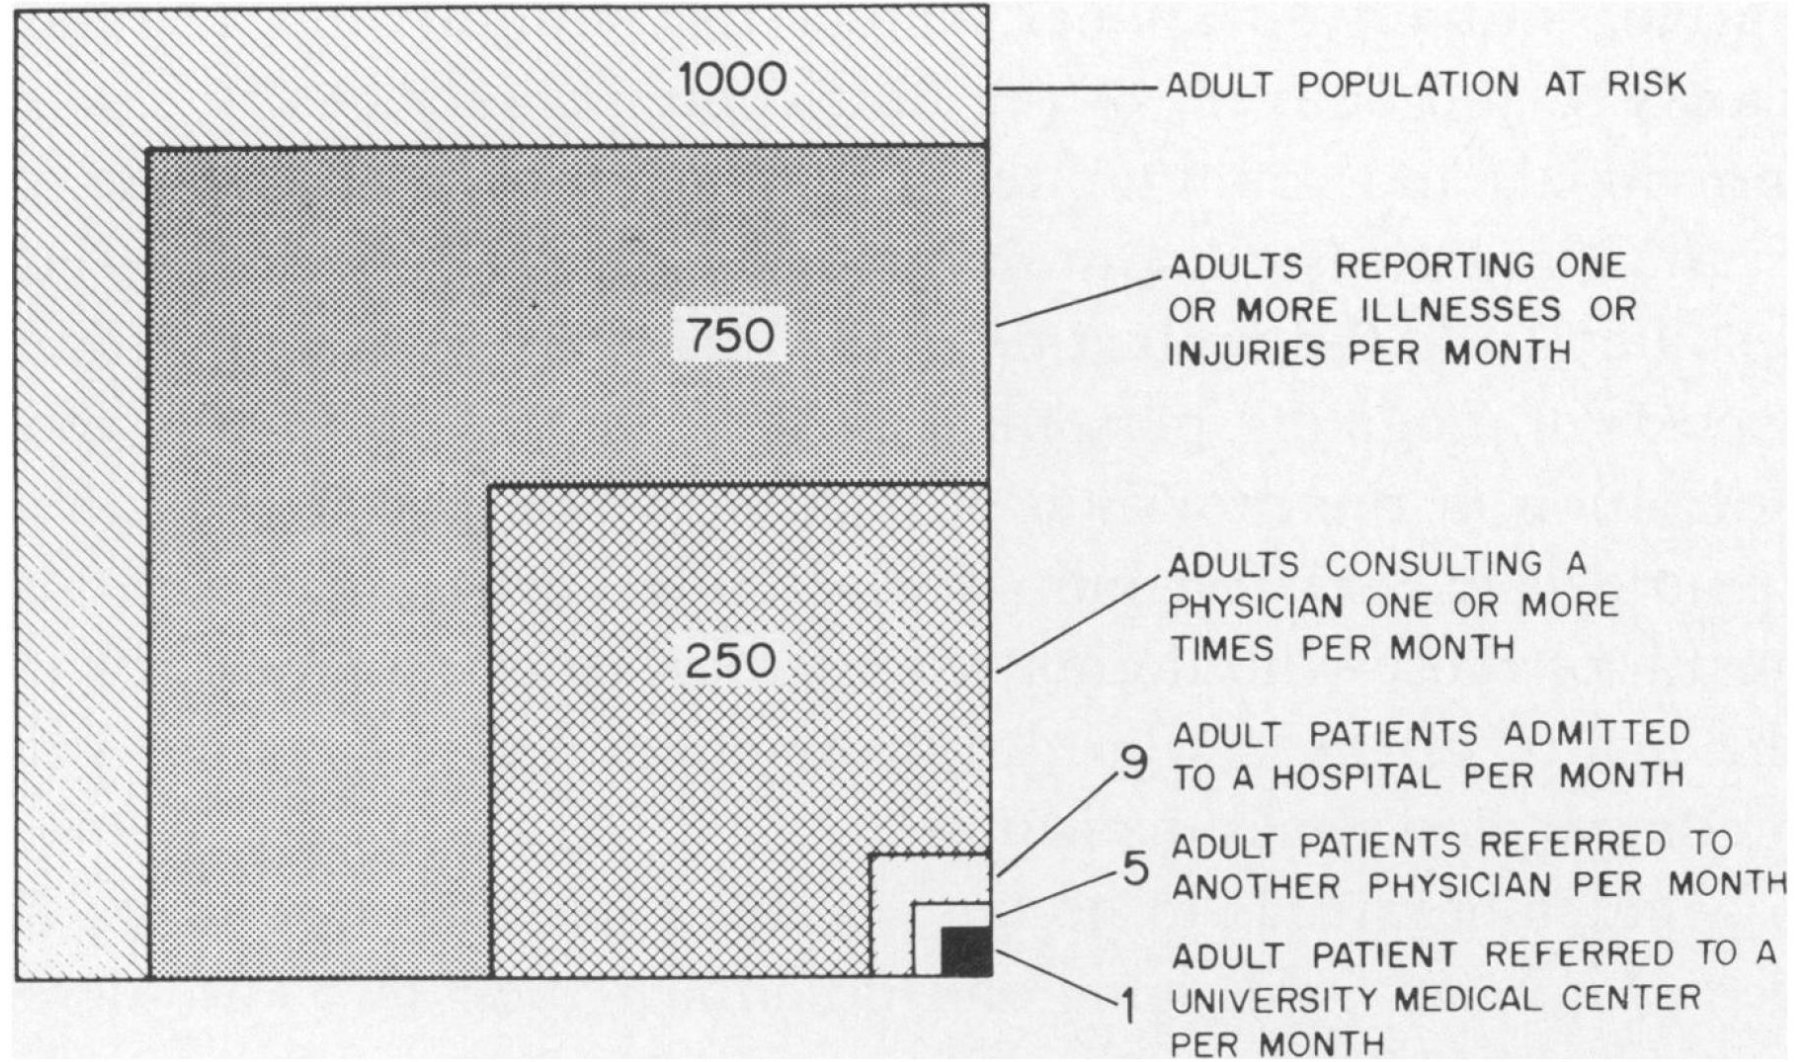 1000
ADULT POPULATION AT RISK
750
ADULTS REPORTING ONE
OR MORE ILLNESSES OR
INJURIES PER MONTH
250
ADULTS CONSULTING A
PHYSICIAN ONE OR MORE
TIMES PER MONTH
9
ADULT PATIENTS ADMITTED
TO A HOSPITAL PER MONTH
5
ADULT PATIENTS REFERRED TO
ANOTHER PHYSICIAN PER MONTH
1
ADULT PATIENT REFERRED TO A
UNIVERSITY MEDICAL CENTER
PER MONTH